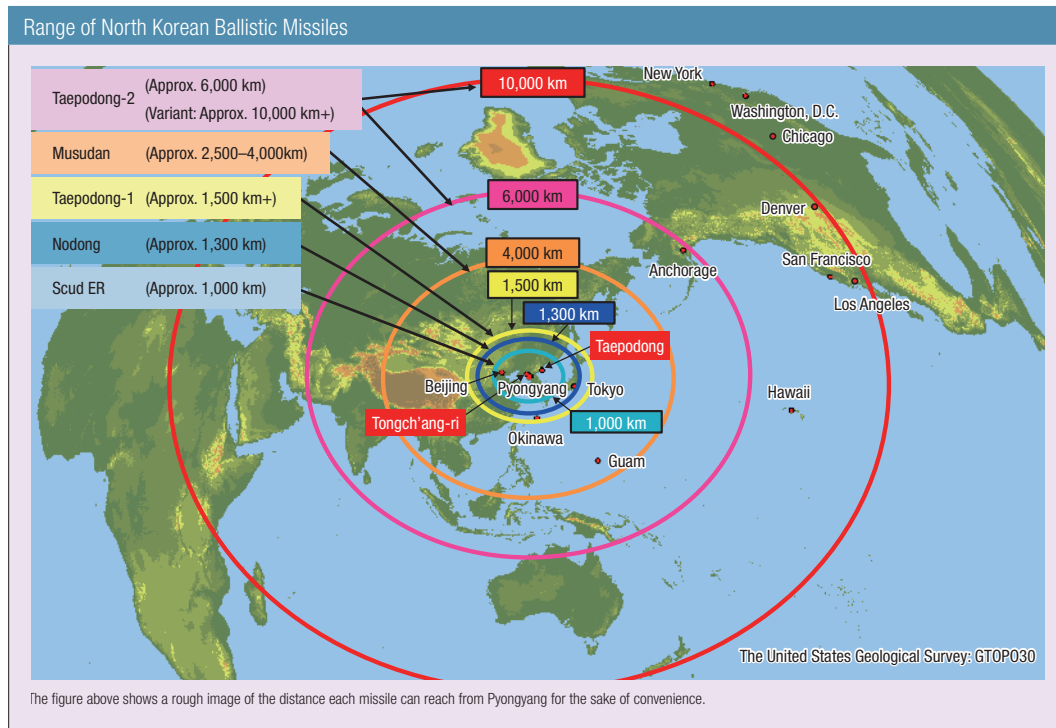 Range of North Korean Ballistic Missiles
Taepodong-2 (Approx. 6,000 km)
(Variant: Approx. 10,000 km+)
Musudan (Approx. 2,500–4,000km)
Taepodong-1 (Approx. 1,500 km+)
Nodong (Approx. 1,300 km)
Scud ER (Approx. 1,000 km)
10,000 km
6,000 km
4,000 km
1,500 km
1,300 km
1,000 km
New York
Washington, D.C.
Chicago
Denver
San Francisco
Los Angeles
Anchorage
Hawaii
Taepodong
Beijing
Pyongyang
Tokyo
Tongch'ang-ri
Okinawa
Guam
The United States Geological Survey: GTOPO30
The figure above shows a rough image of the distance each missile can reach from Pyongyang for the sake of convenience.